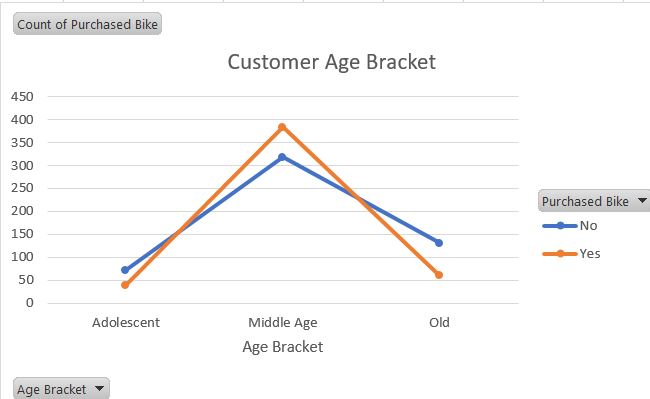 Count of Purchased Bike
Customer Age Bracket
450
400
350
300
250
200
150
100
50
0
Adolescent
Middle Age
Old
Age Bracket
Purchased Bike
No
Yes
Age Bracket